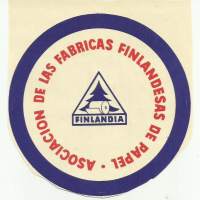 ASOCIACION DE LAS FABRICAS FINLANDESAS DE PAPEL -
FINLANDIA